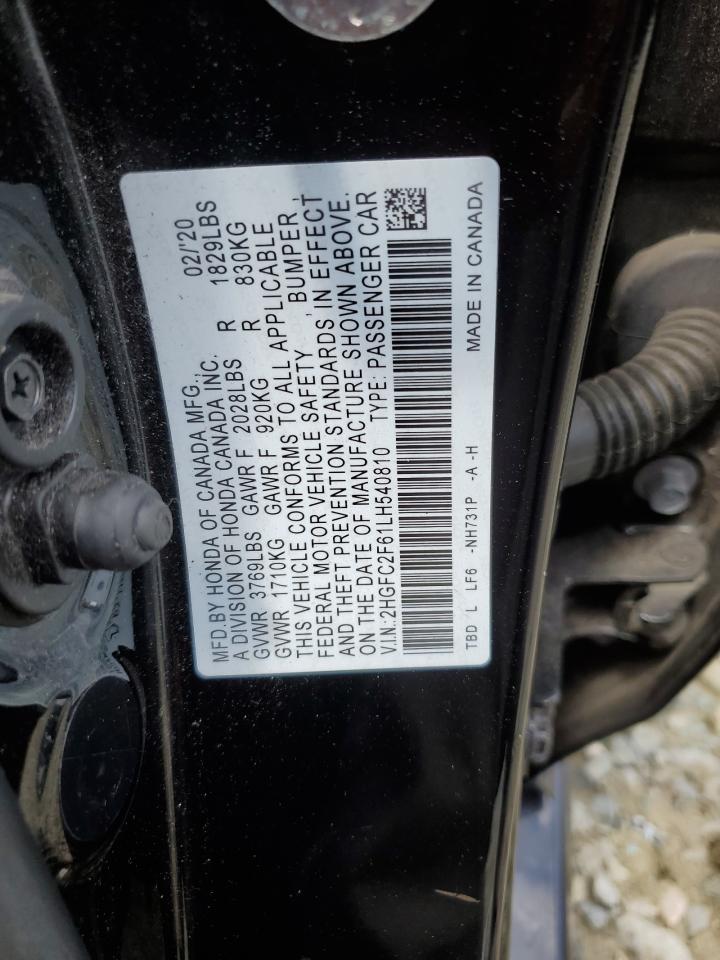 MFD.BY HONDA OF CANADA MFG., 02/'20
A DIVISION OF HONDA CANADA INC.
GVWR 3769LBS GAWR F 2028LBS R 1829LBS
GVWR 1710KG GAWR F 920KG R 830KG
THIS VEHICLE CONFORMS TO ALL APPLICABLE
FEDERAL MOTOR VEHICLE SAFETY , BUMPER ,
AND THEFT PREVENTION STANDARDS IN EFFECT
ON THE DATE OF MANUFACTURE SHOWN ABOVE.
V.I.N.:2HGFC2F61LH540810 TYPE: PASSENGER CAR
TBD L LF6 -NH731P -A -H MADE IN CANADA